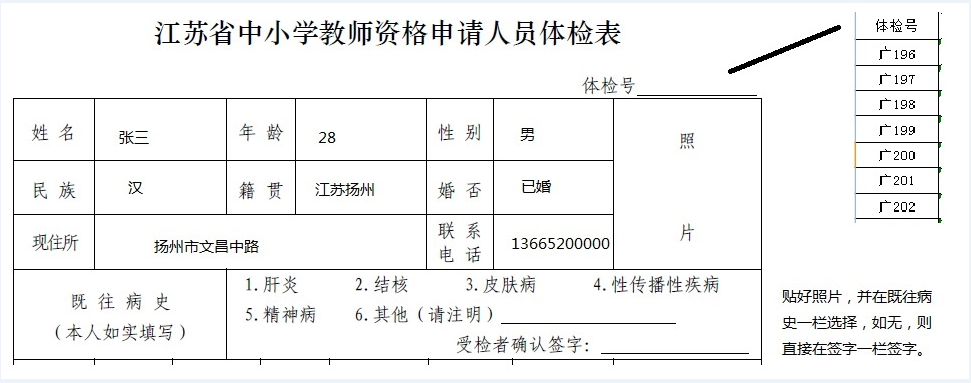 江苏省中小学教师资格申请人员体检表
体检号
姓 名 张三 年 龄 28 性 别 男 照
民 族 汉 籍 贯 江苏扬州 婚 否 已婚
现住所 扬州市文昌中路 联 系 13665200000 片
电 话
既 往 病 史
(本人如实填写)
1.肝炎 2.结核 3.皮肤病 4.性传播性疾病
5.精神病 6.其他(请注明)
受检者确认签字:
体检号
广196
广197
广198
广199
广200
广201
广202
贴好照片，并在既往病
史一栏选择，如无，则
直接在签字一栏签字。